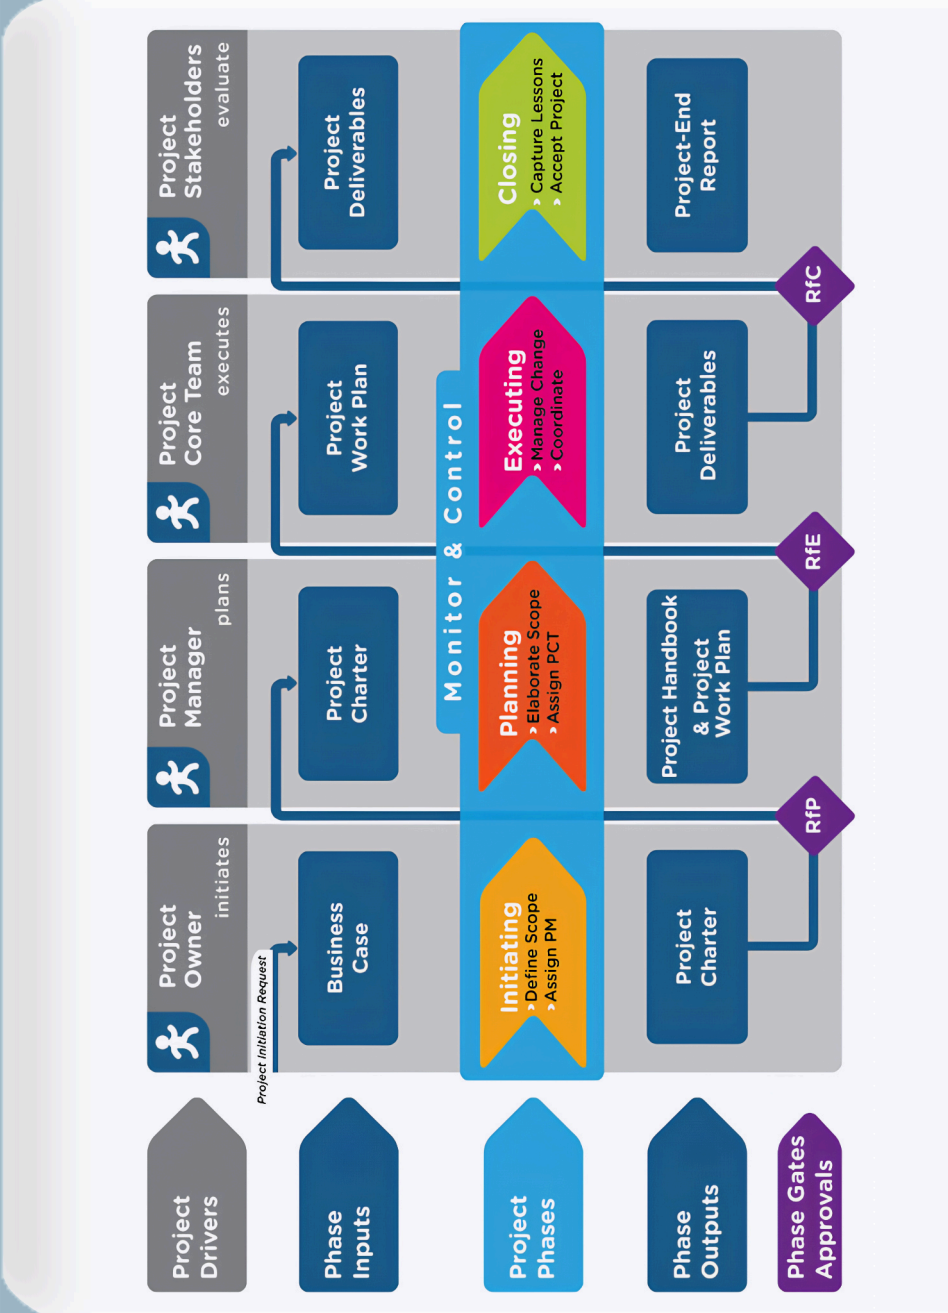 Project
Drivers
Project
Owner
initiates
Project
Manager
plans
Project
Core Team
executes
Project
Stakeholders
evaluate
Project Initiation Request
Phase
Inputs
Business
Case
Project
Charter
Project
Work Plan
Project
Deliverables
Monitor & Control
Project
Phases
Initiating
› Define Scope
› Assign PM
Planning
› Elaborate Scope
› Assign PCT
Executing
› Manage Change
› Coordinate
Closing
› Capture Lessons
› Accept Project
Phase
Outputs
Project
Charter
Project Handbook
& Project
Work Plan
Project
Deliverables
Project-End
Report
Phase Gates
Approvals
RfP
RfE
RfC